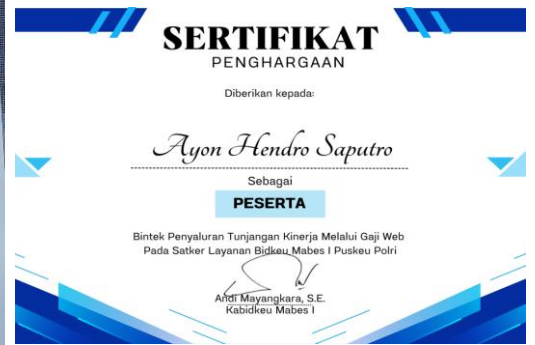 SERTIFIKAT
PENGHARGAAN
Diberikan kepada:
Ayon Hendro Saputro
Sebagai
PESERTA
Bintek Penyaluran Tunjangan Kinerja Melalui Gaji Web
Pada Satker Layanan Bidkeu Mabes I Puskeu Polri
Andi Mayangkara, S.E.
Kabidkeu Mabes I